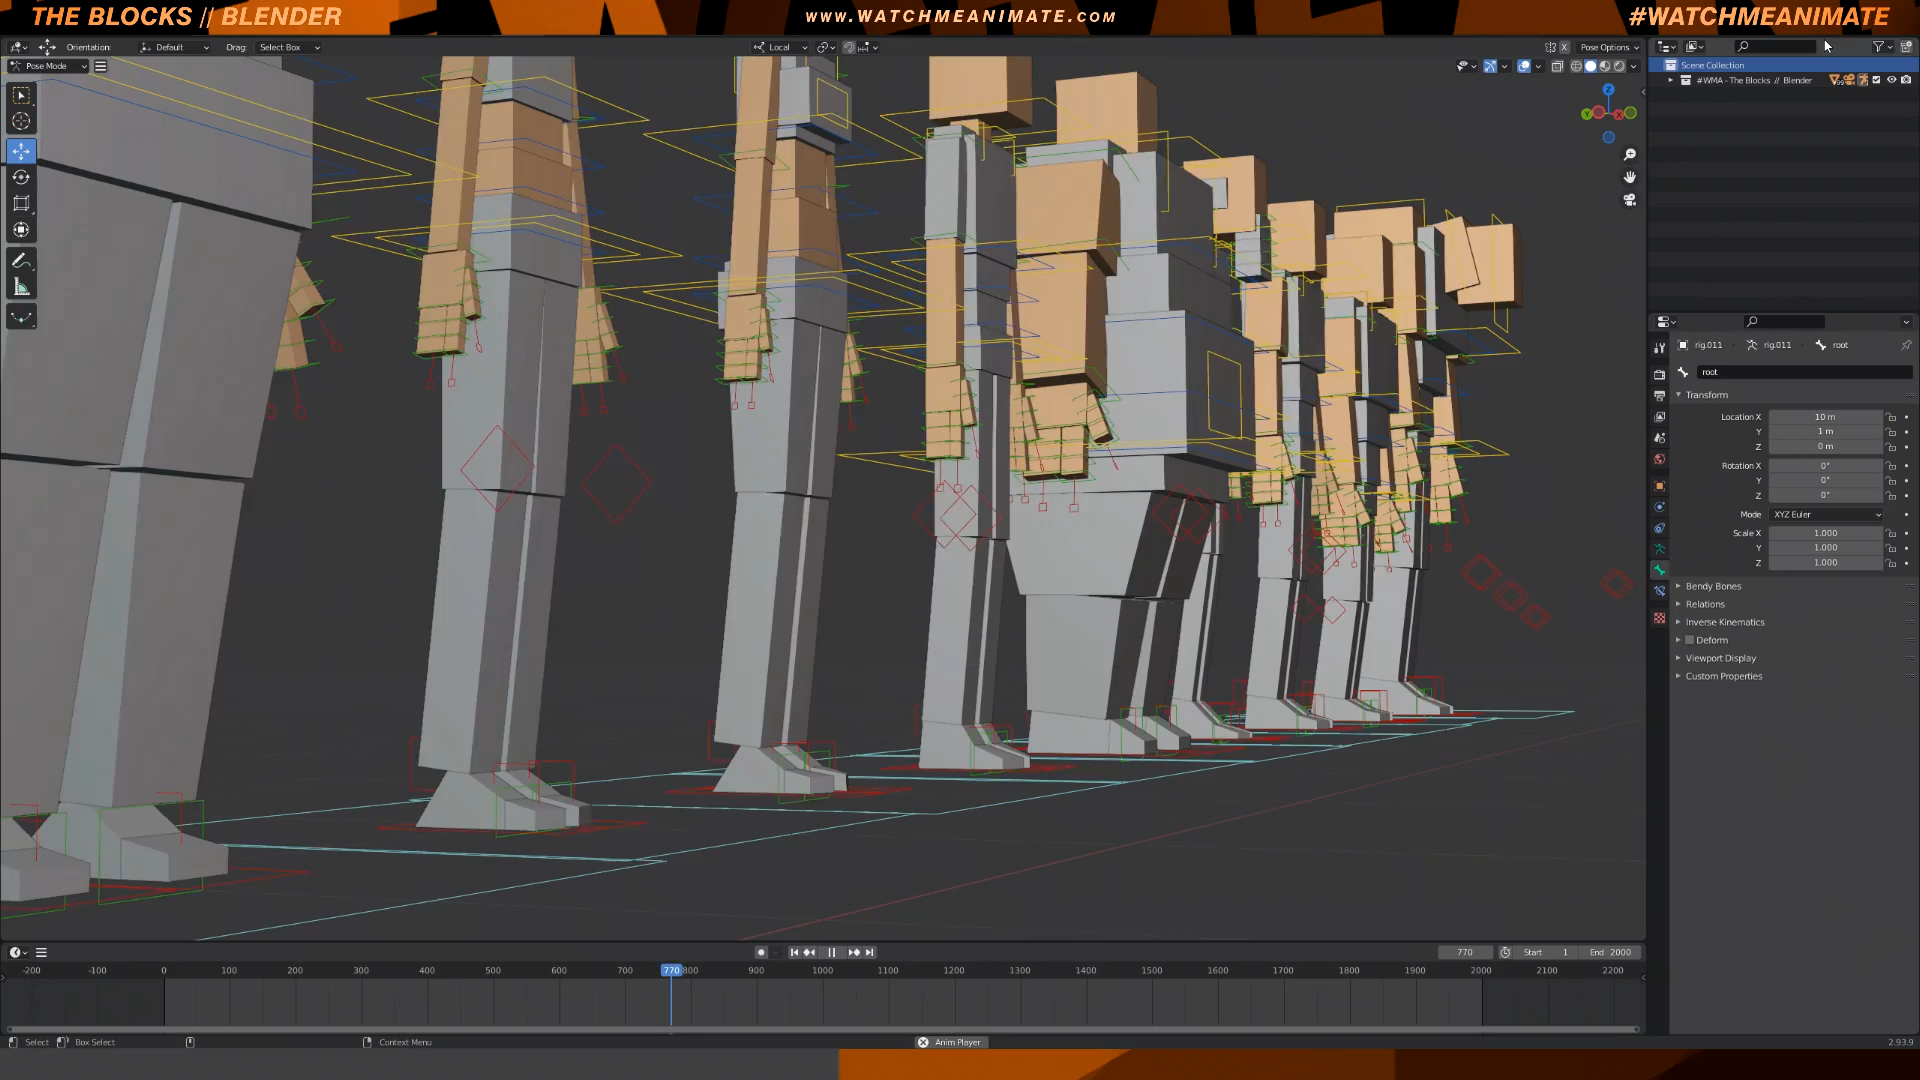 THE BLOCKS // BLENDER
WWW.WATCHMEANIMATE.COM
#WATCHMEANIMATE
Orientation:
Default
Drag:
Select Box
Local
X
Pose Options
Pose Mode
Scene Collection
#WMA - The Blocks // Blender
rig.011
rig.011
root
root
Transform
Location X
10 m
Y
1 m
Z
0 m
Rotation X
0°
Y
0°
Z
0°
Mode
XYZ Euler
Scale X
1.000
Y
1.000
Z
1.000
Bendy Bones
Relations
Inverse Kinematics
Deform
Viewport Display
Custom Properties
770
Start
1
End
2000
-200
-100
0
100
200
300
400
500
600
700
770
800
900
1000
1100
1200
1300
1400
1500
1600
1700
1800
1900
2000
2100
2200
Select
Box Select
Context Menu
Anim Player
2.93.9